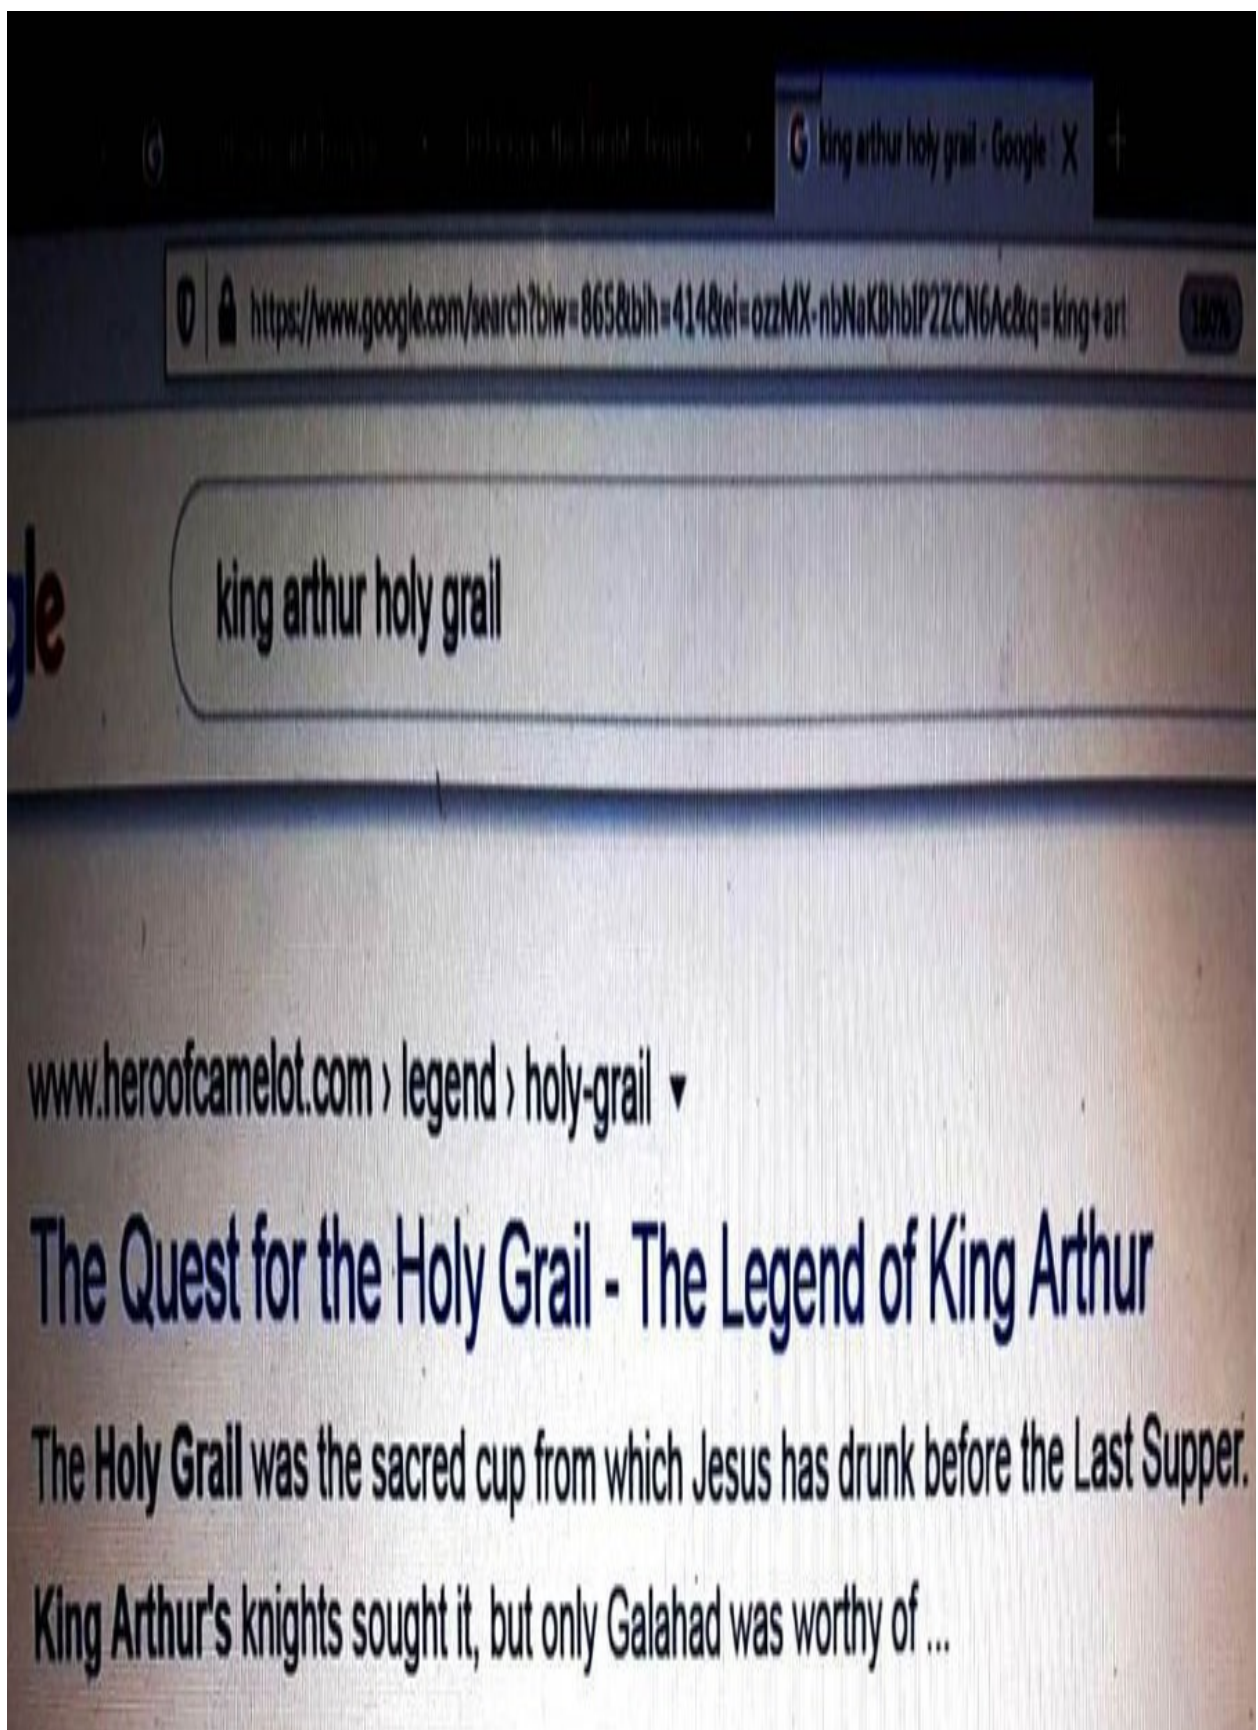 king arthur holy grail - Google
https://www.google.com/search?biw=865&bih=414&ei=ozzMX-nbNaKBhbIP2ZCN6Ac&q=king+art
160%
gle
king arthur holy grail
www.heroofcamelot.com › legend › holy-grail
The Quest for the Holy Grail - The Legend of King Arthur
The Holy Grail was the sacred cup from which Jesus has drunk before the Last Supper.
King Arthur's knights sought it, but only Galahad was worthy of ...